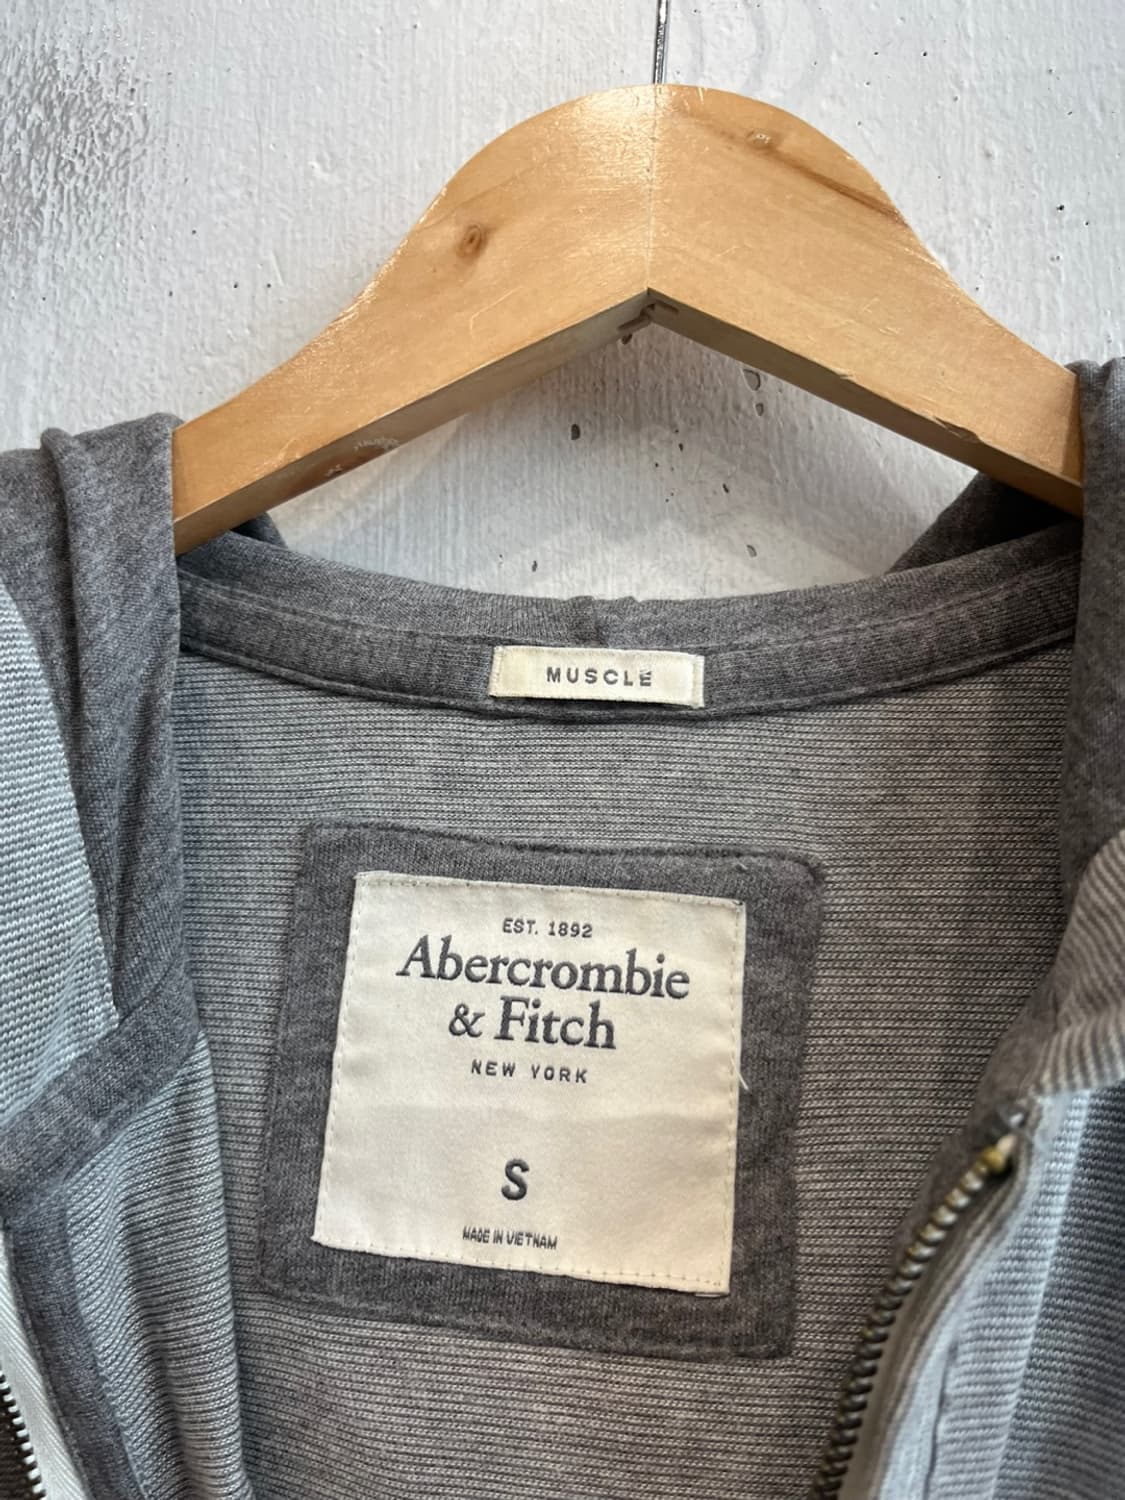 MUSCLE
EST. 1892
Abercrombie
& Fitch
NEW YORK
S
MADE IN VIETNAM